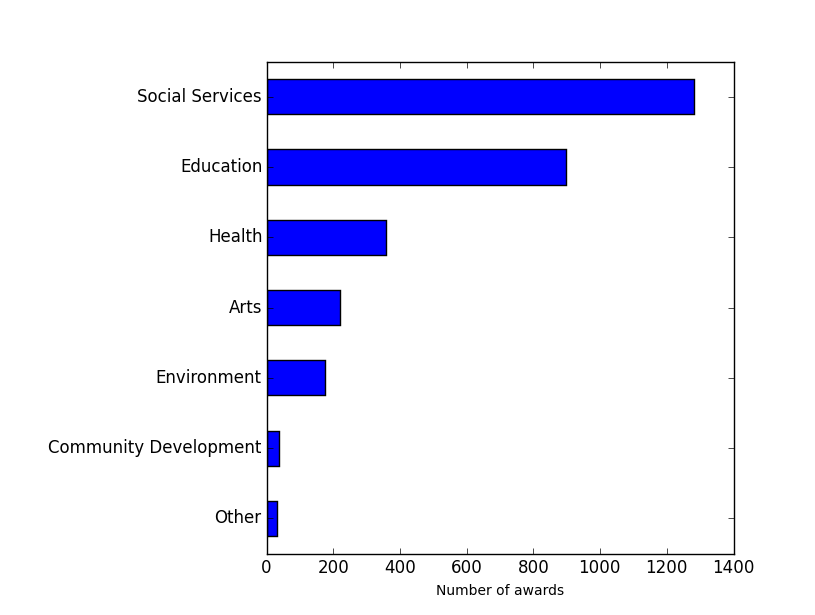 Social Services
Education
Health
Arts
Environment
Community Development
Other
0 200 400 600 800 1000 1200 1400
Number of awards